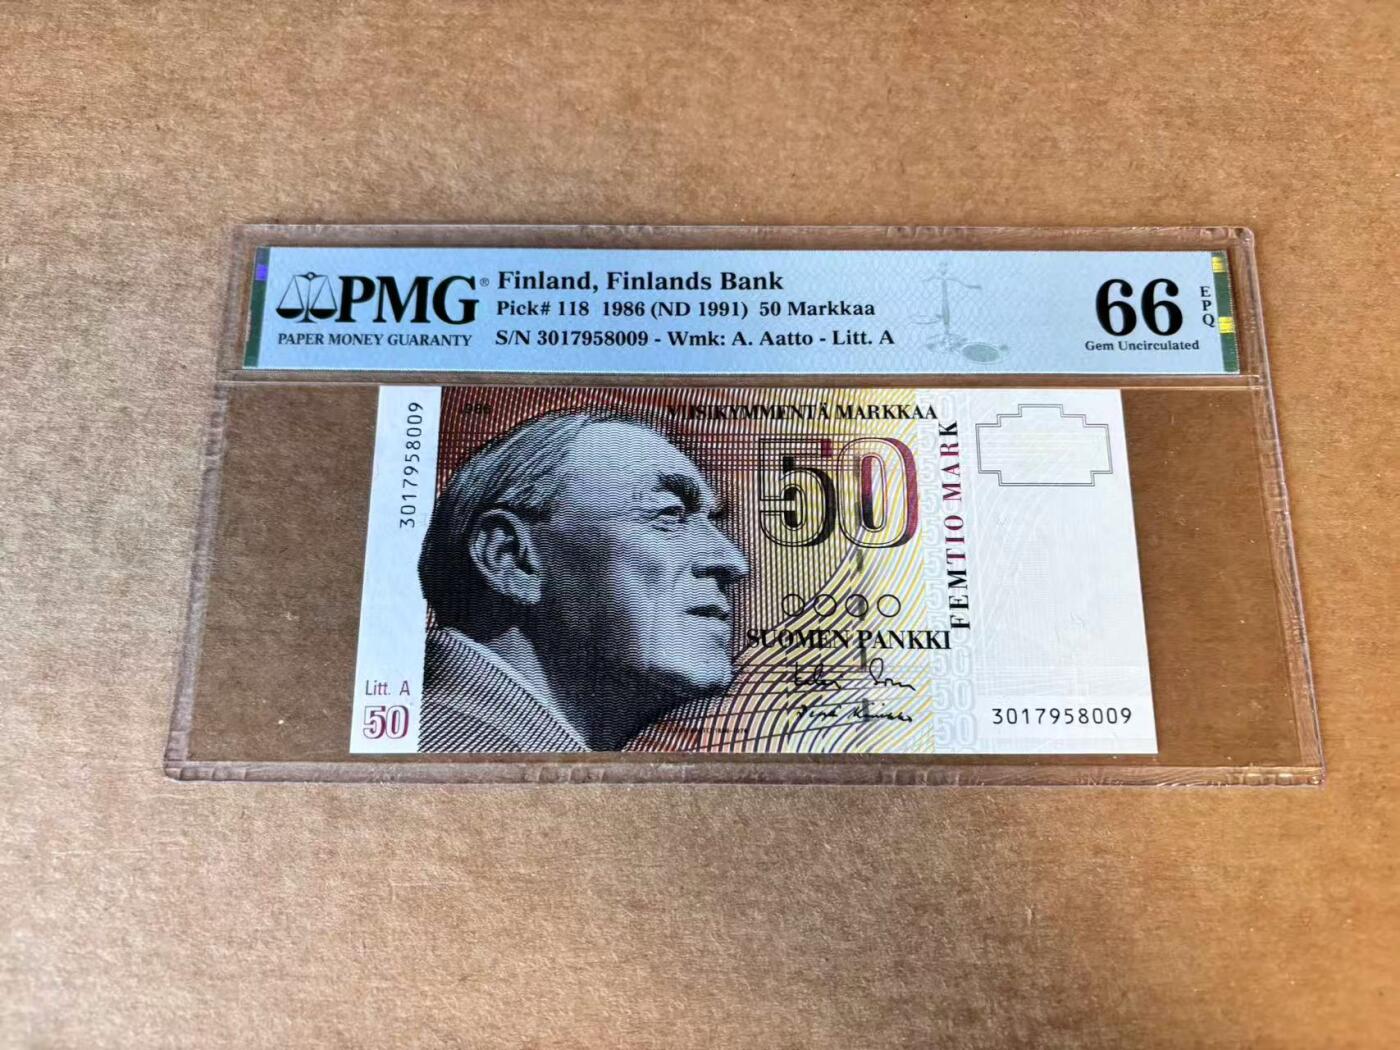 PMG®
PAPER MONEY GUARANTY
Finland, Finlands Bank
Pick# 118 1986 (ND 1991) 50 Markkaa
S/N 3017958009 - Wmk: A. Aatto - Litt. A
66
EPQ
Gem Uncirculated
3017958009
1986
VIISIKYMMENTÄ MARKKAA
50
FEMTIO MARK
SUOMEN PANKKI
Litt. A
50
3017958009